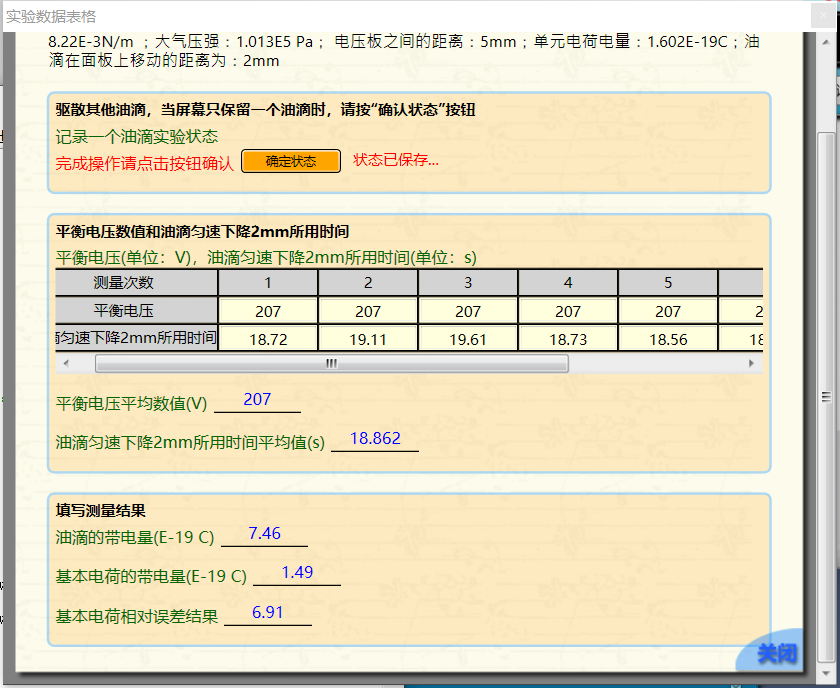 实验数据表格
8.22E-3N/m ；大气压强：1.013E5 Pa； 电压板之间的距离：5mm；单元电荷电量：1.602E-19C；油
滴在面板上移动的距离为：2mm
驱散其他油滴，当屏幕只保留一个油滴时，请按“确认状态”按钮
记录一个油滴实验状态
完成操作请点击按钮确认 确定状态 状态已保存...
平衡电压数值和油滴匀速下降2mm所用时间
平衡电压(单位：V)，油滴匀速下降2mm所用时间(单位：s)
测量次数 1 2 3 4 5
平衡电压 207 207 207 207 207 2
滴匀速下降2mm所用时间 18.72 19.11 19.61 18.73 18.56 18
平衡电压平均数值(V) 207
油滴匀速下降2mm所用时间平均值(s) 18.862
填写测量结果
油滴的带电量(E-19 C) 7.46
基本电荷的带电量(E-19 C) 1.49
基本电荷相对误差结果 6.91
关闭